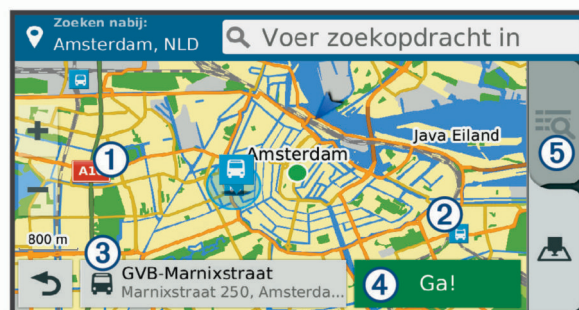 Zoeken nabij:
Amsterdam, NLD
Voer zoekopdracht in
Java Eiland
Amsterdam
1
A1
5
2
800 m
3
GVB-Marnixstraat
Marnixstraat 250, Amsterda...
4
Ga!